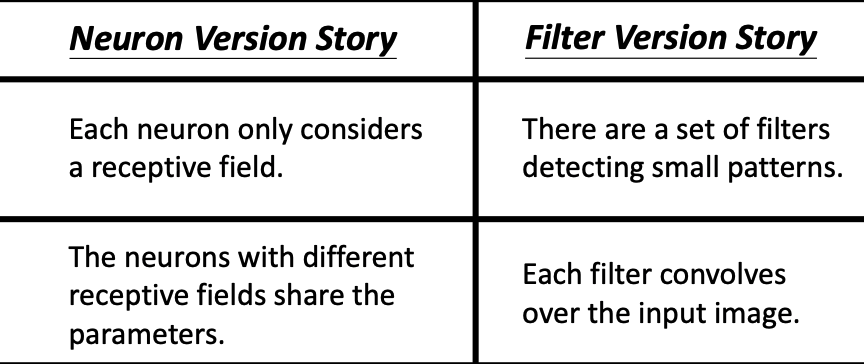 Neuron Version Story
Filter Version Story
Each neuron only considers
a receptive field.
There are a set of filters
detecting small patterns.
The neurons with different
receptive fields share the
parameters.
Each filter convolves
over the input image.